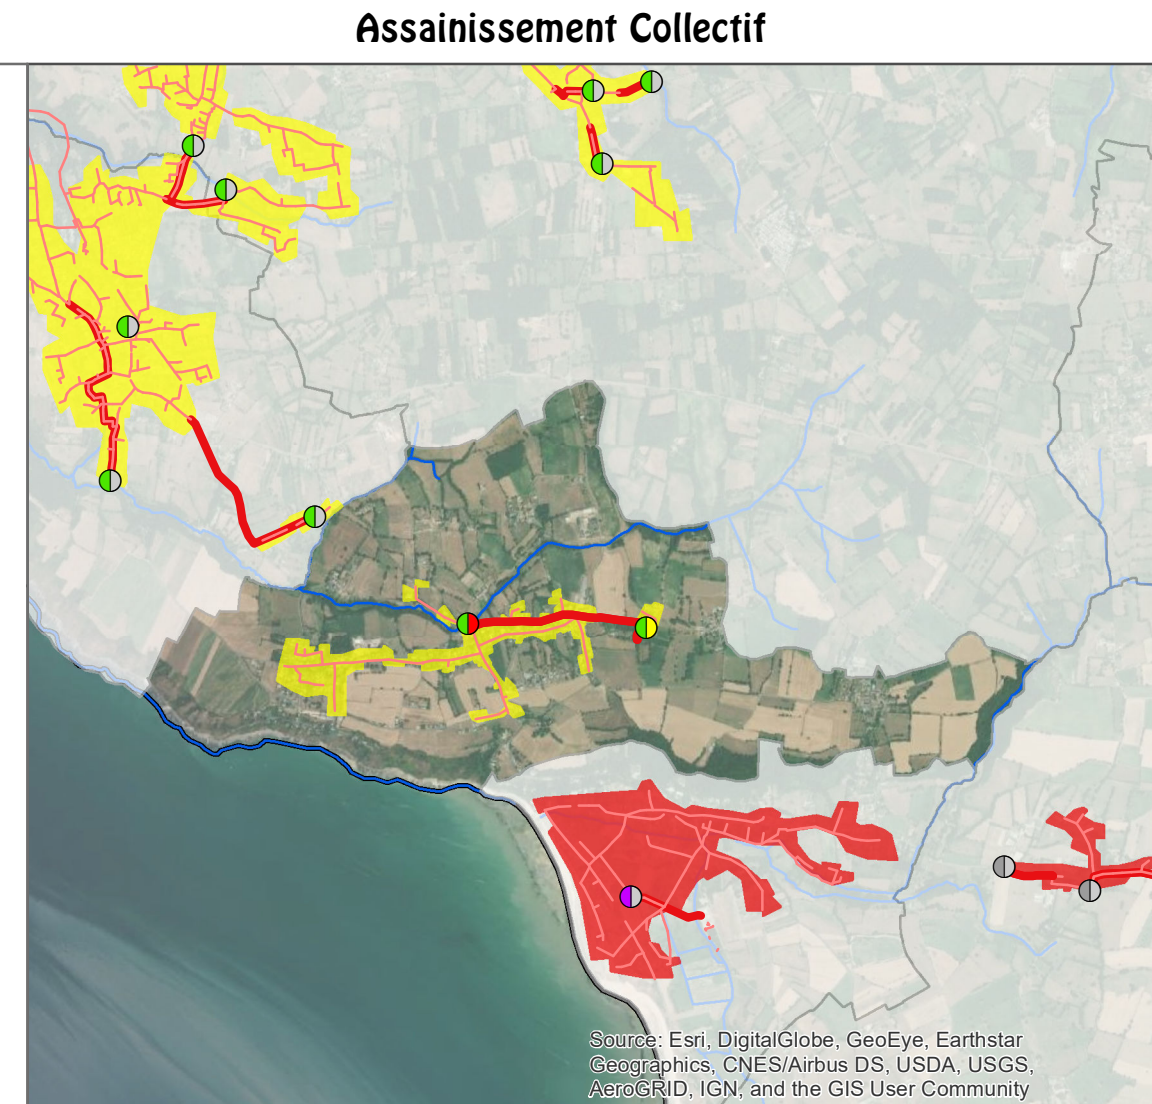 Assainissement Collectif
Source: Esri, DigitalGlobe, GeoEye, Earthstar
Geographics, CNES/Airbus DS, USDA, USGS,
AeroGRID, IGN, and the GIS User Community